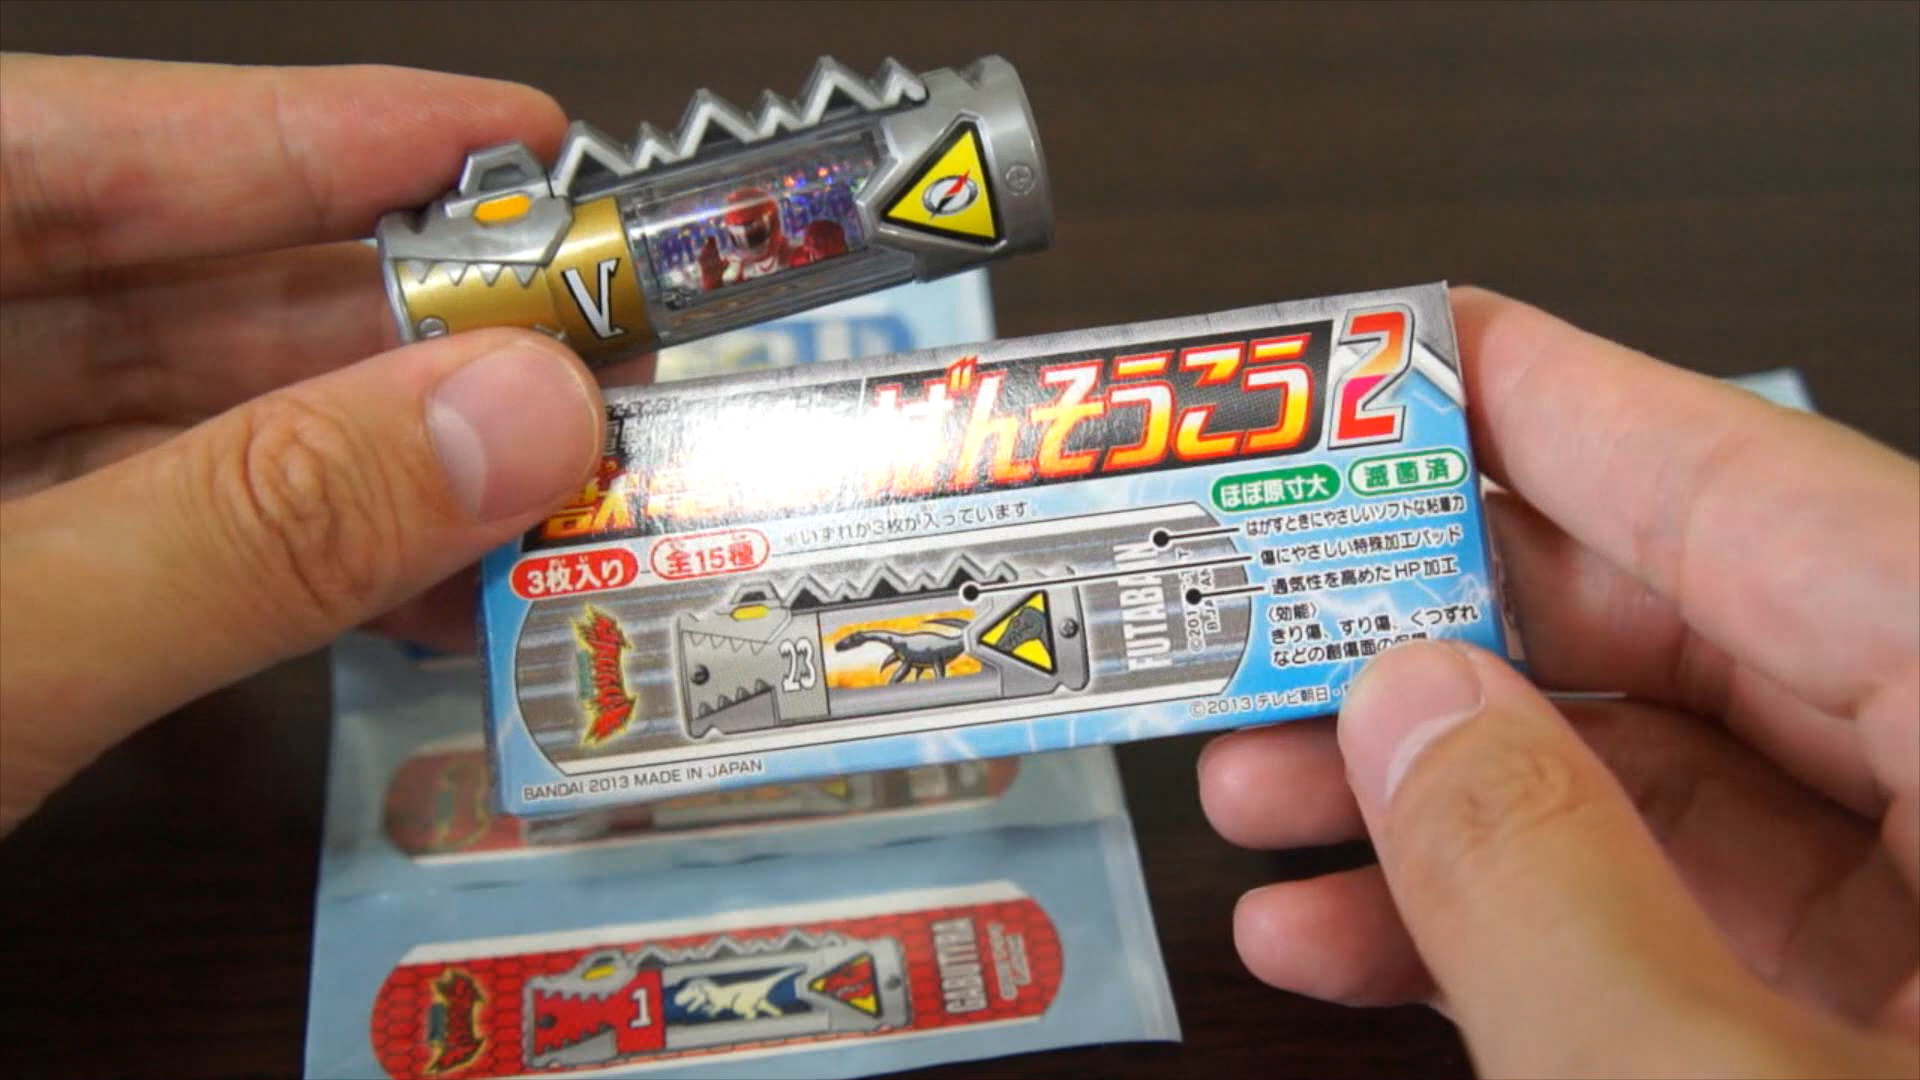 V
ばんそうこう2
ほぼ原寸大
滅菌済
3枚入り
全15種
※いずれか3枚が入っています。
はがすときにやさしいソフトな粘着力
傷にやさしい特殊加工パッド
通気性を高めたHP加工
〈効能〉
きり傷、すり傷、くつずれ
などの創傷面の保護
23
FUTABAIN
©2013 テレビ朝日・
BANDAI 2013 MADE IN JAPAN
1
GABUTYRA